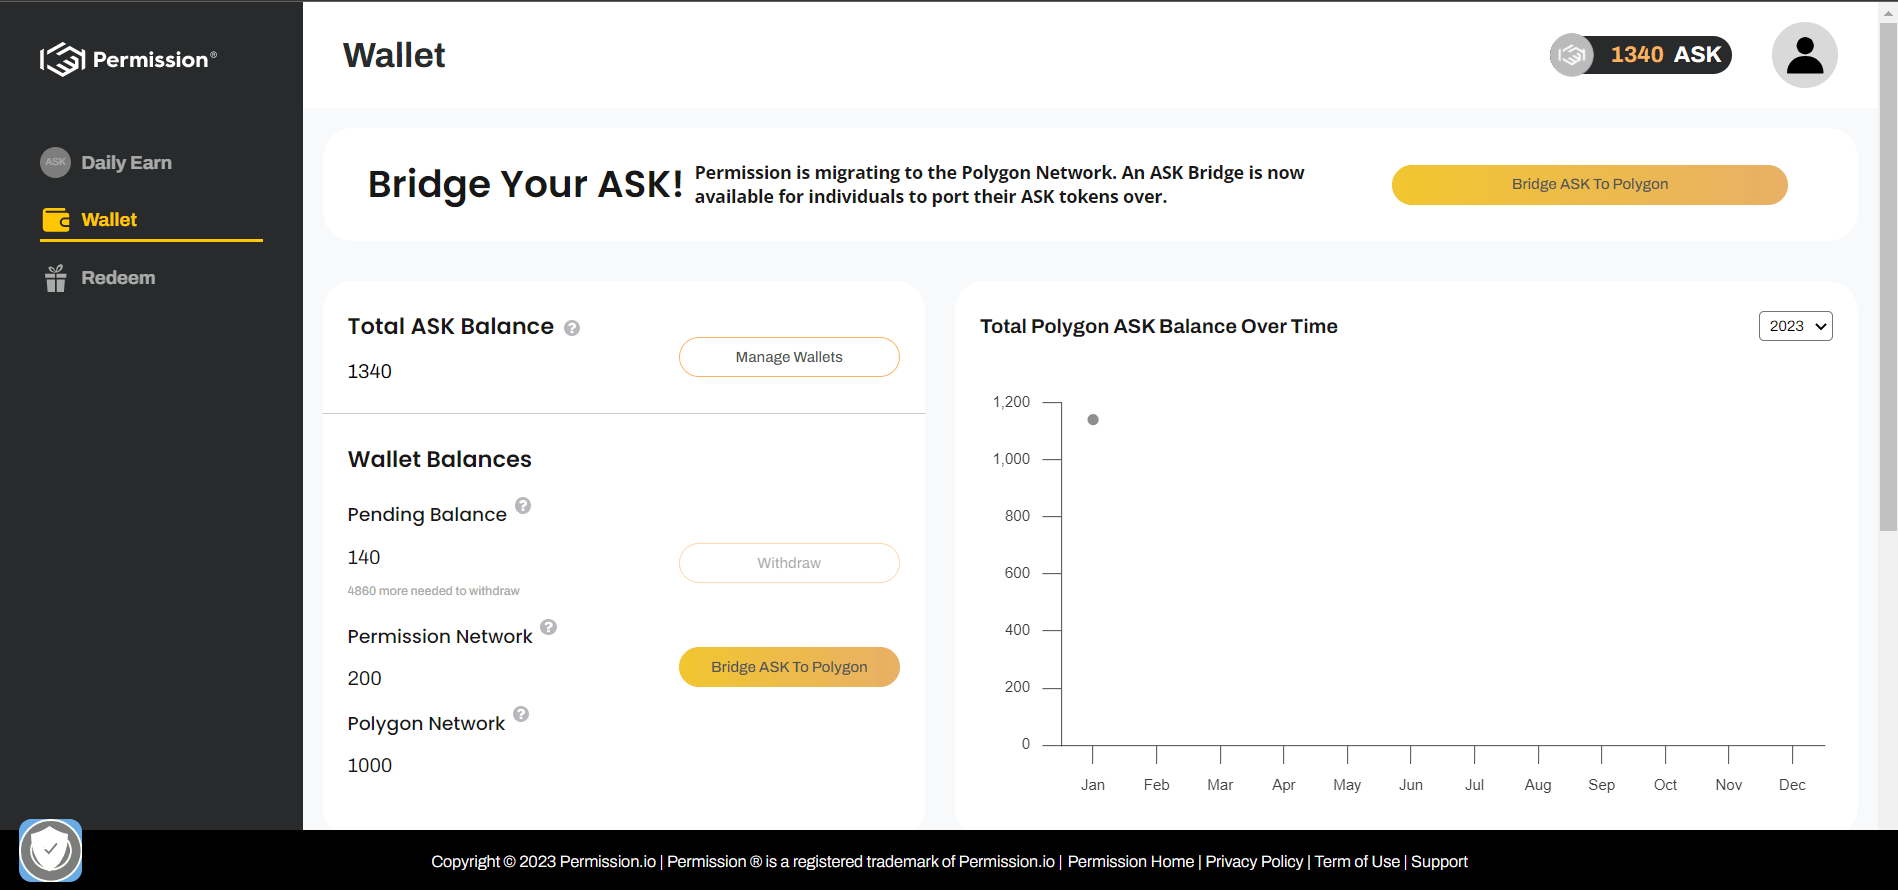 Permission®
Wallet
1340 ASK
ASK Daily Earn
Wallet
Redeem
Bridge Your ASK!
Permission is migrating to the Polygon Network. An ASK Bridge is now
available for individuals to port their ASK tokens over.
Bridge ASK To Polygon
Total ASK Balance ?
1340
Manage Wallets
Wallet Balances
Pending Balance ?
140
4860 more needed to withdraw
Withdraw
Permission Network ?
200
Bridge ASK To Polygon
Polygon Network ?
1000
Total Polygon ASK Balance Over Time
2023
1,200
1,000
800
600
400
200
0
Jan Feb Mar Apr May Jun Jul Aug Sep Oct Nov Dec
Copyright © 2023 Permission.io | Permission ® is a registered trademark of Permission.io | Permission Home | Privacy Policy | Term of Use | Support